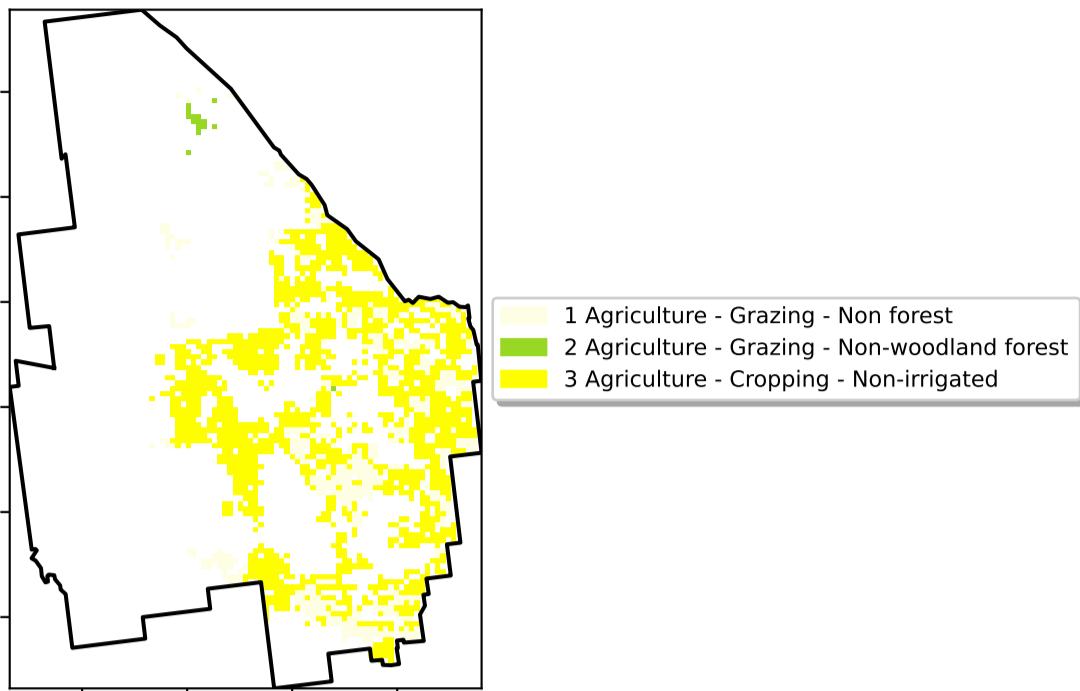 1 Agriculture - Grazing - Non forest
2 Agriculture - Grazing - Non-woodland forest
3 Agriculture - Cropping - Non-irrigated